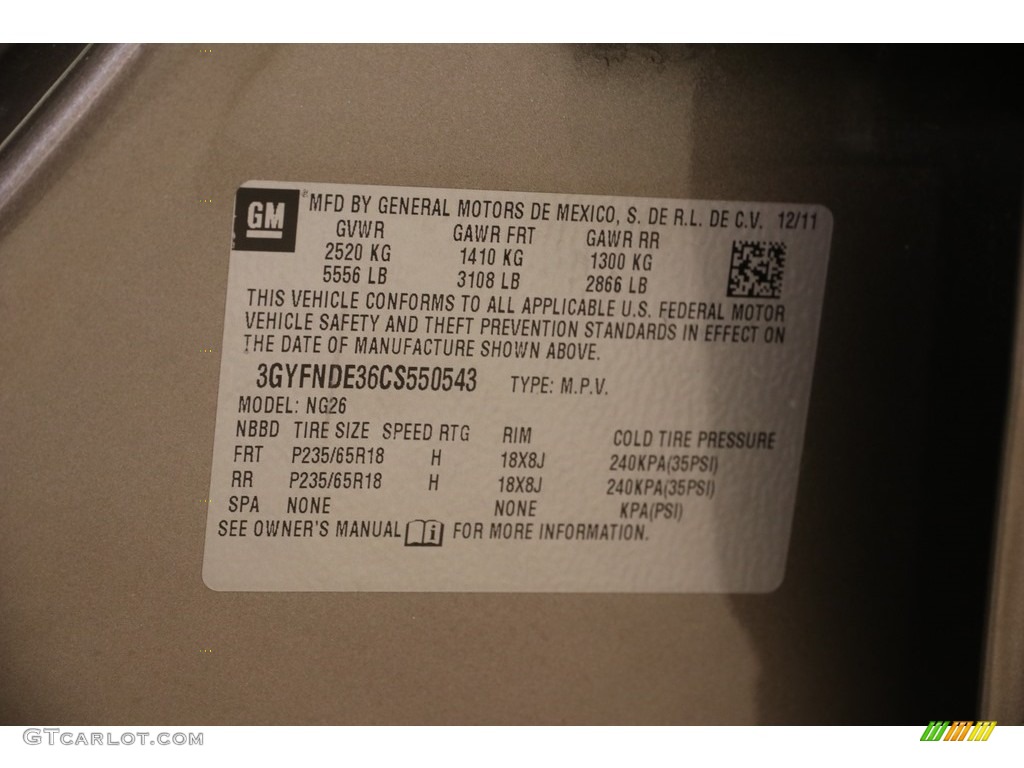 GM
MFD BY GENERAL MOTORS DE MEXICO, S. DE R.L. DE C.V. 12/11
GVWR GAWR FRT GAWR RR
2520 KG 1410 KG 1300 KG
5556 LB 3108 LB 2866 LB
THIS VEHICLE CONFORMS TO ALL APPLICABLE U.S. FEDERAL MOTOR
VEHICLE SAFETY AND THEFT PREVENTION STANDARDS IN EFFECT ON
THE DATE OF MANUFACTURE SHOWN ABOVE.
3GYFNDE36CS550543 TYPE: M.P.V.
MODEL: NG26
NBBD TIRE SIZE SPEED RTG RIM COLD TIRE PRESSURE
FRT P235/65R18 H 18X8J 240KPA(35PSI)
RR P235/65R18 H 18X8J 240KPA(35PSI)
SPA NONE NONE KPA(PSI)
SEE OWNER'S MANUAL FOR MORE INFORMATION.
GTcarlot.com